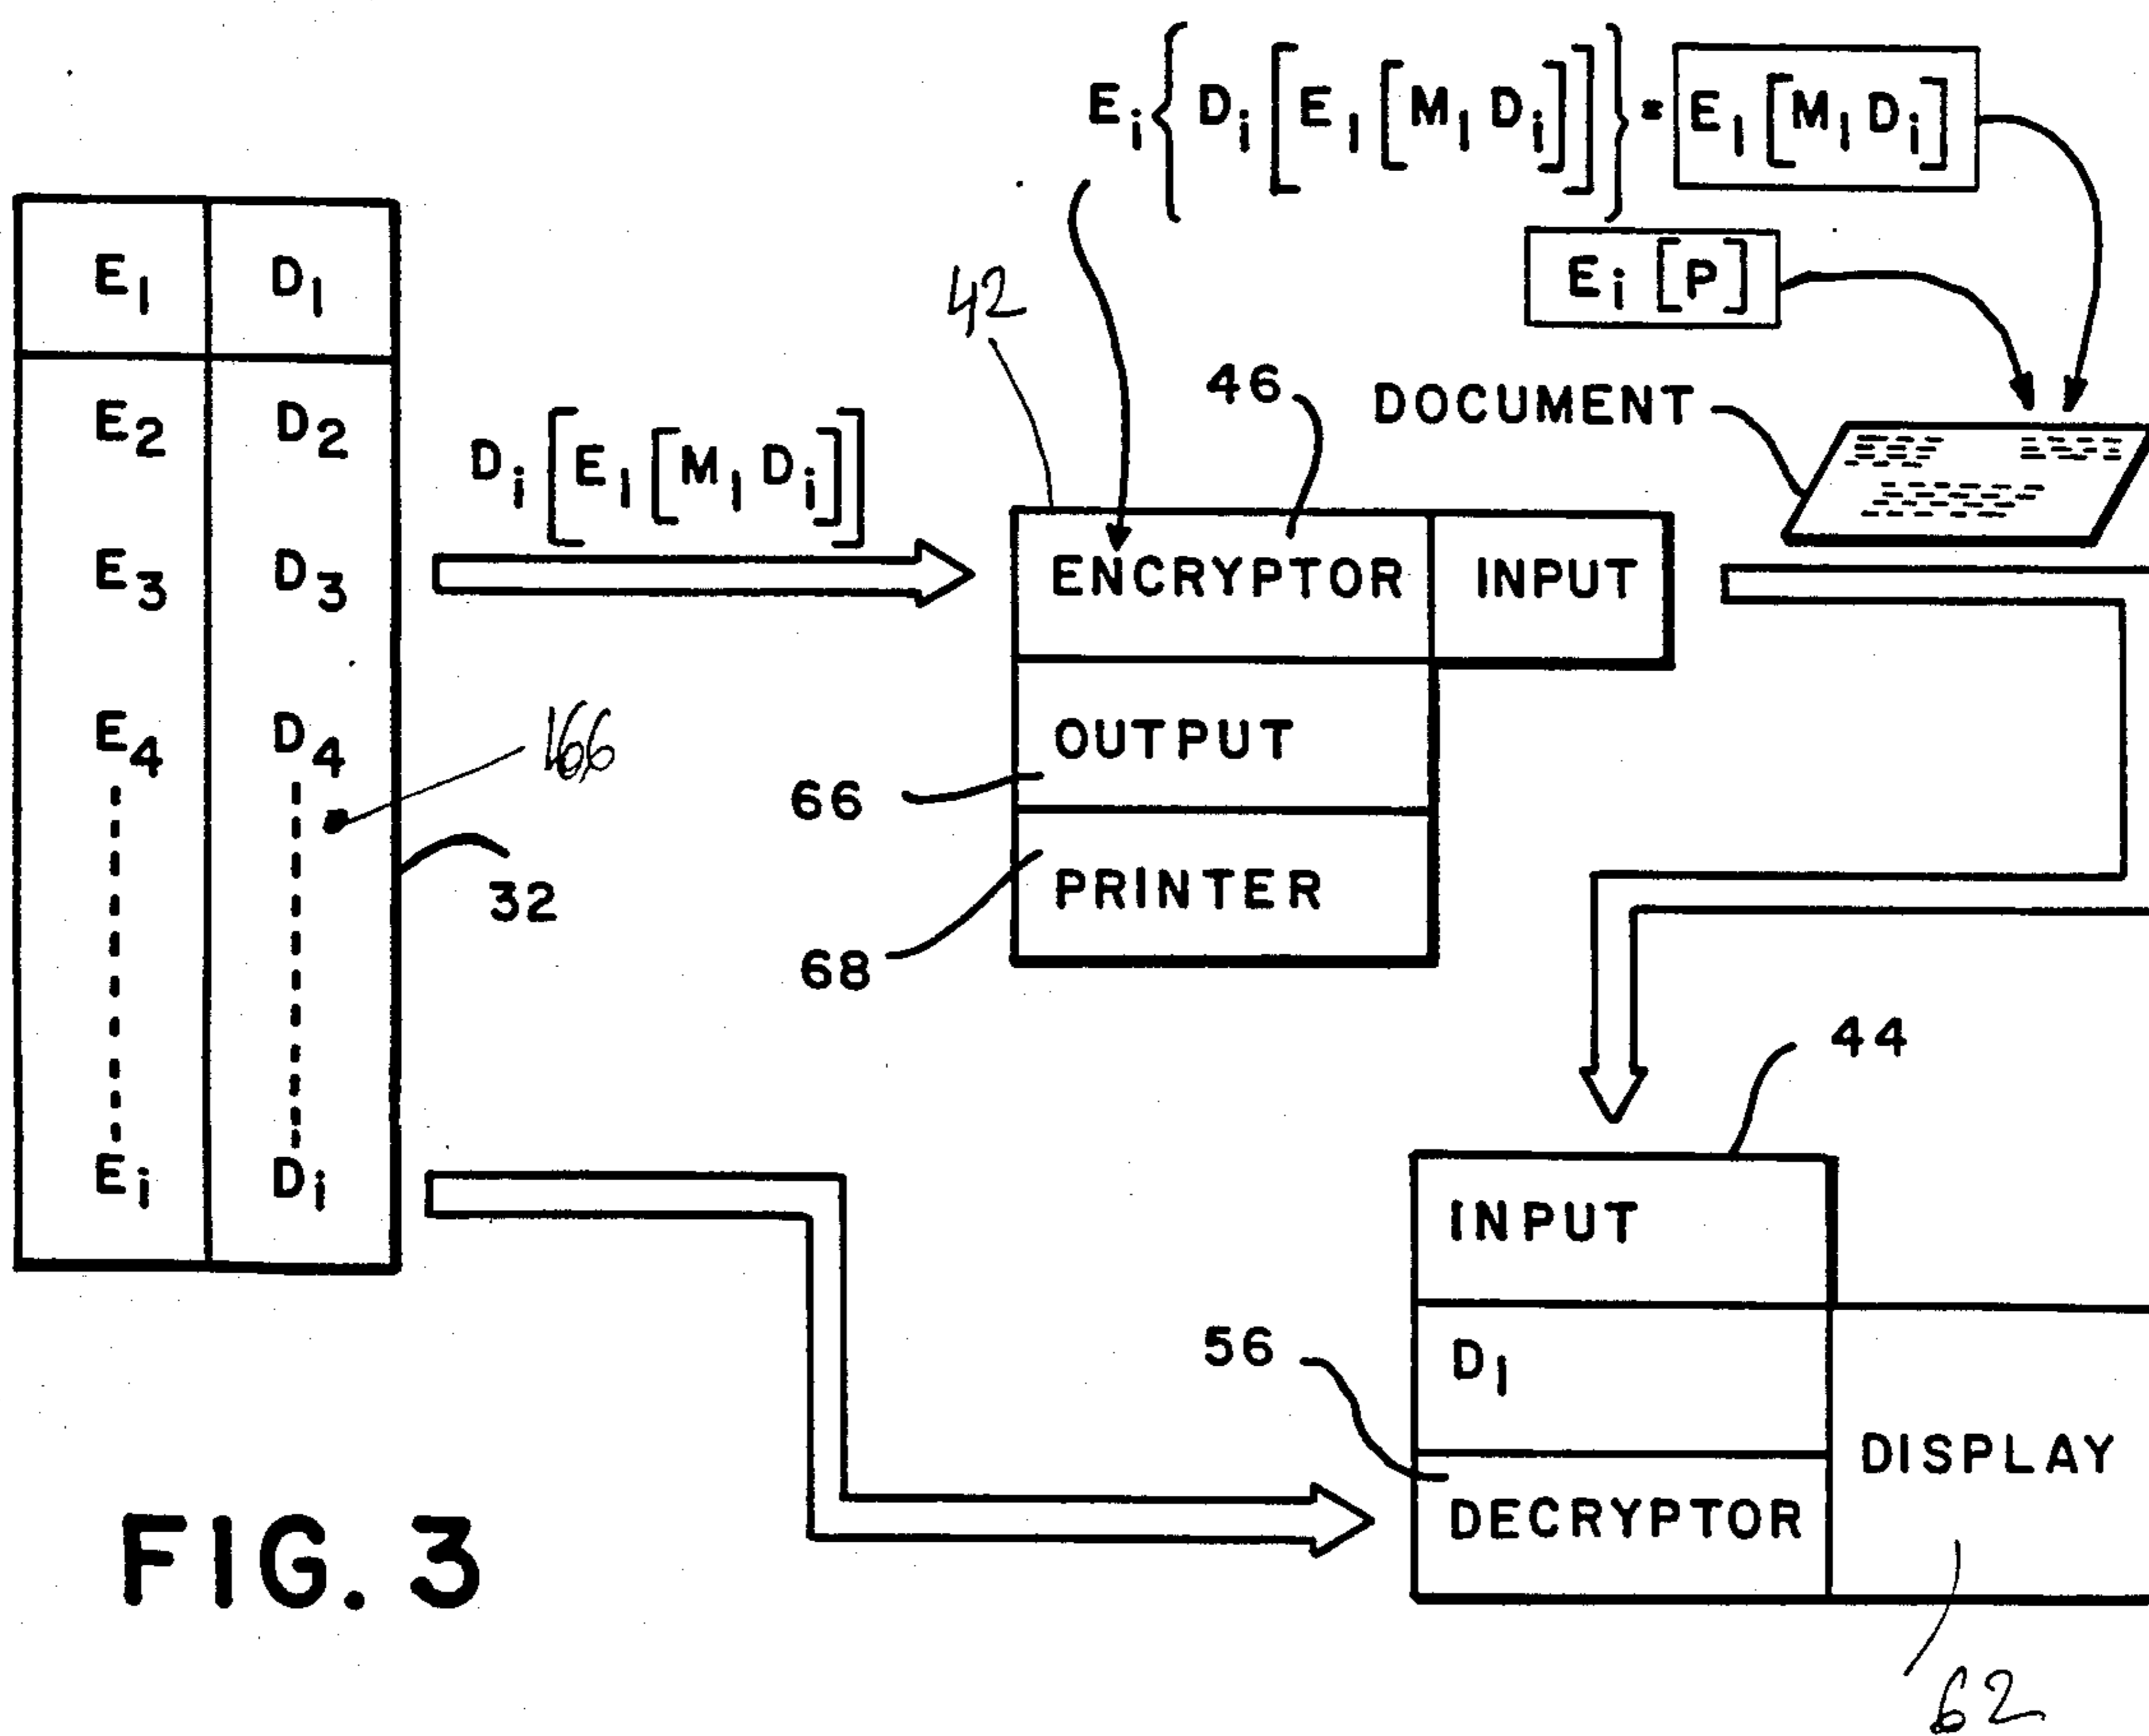 Ei{Di[E1[M1Di]]} = E1[M1Di]
Ei[P]
E1 D1
E2 D2
E3 D3
E4 D4
Ei Di
Di[E1[M1Di]]
42
46
DOCUMENT
ENCRYPTOR INPUT
OUTPUT
PRINTER
166
66
32
68
44
INPUT
D1
56
DISPLAY
DECRYPTOR
FIG. 3
62